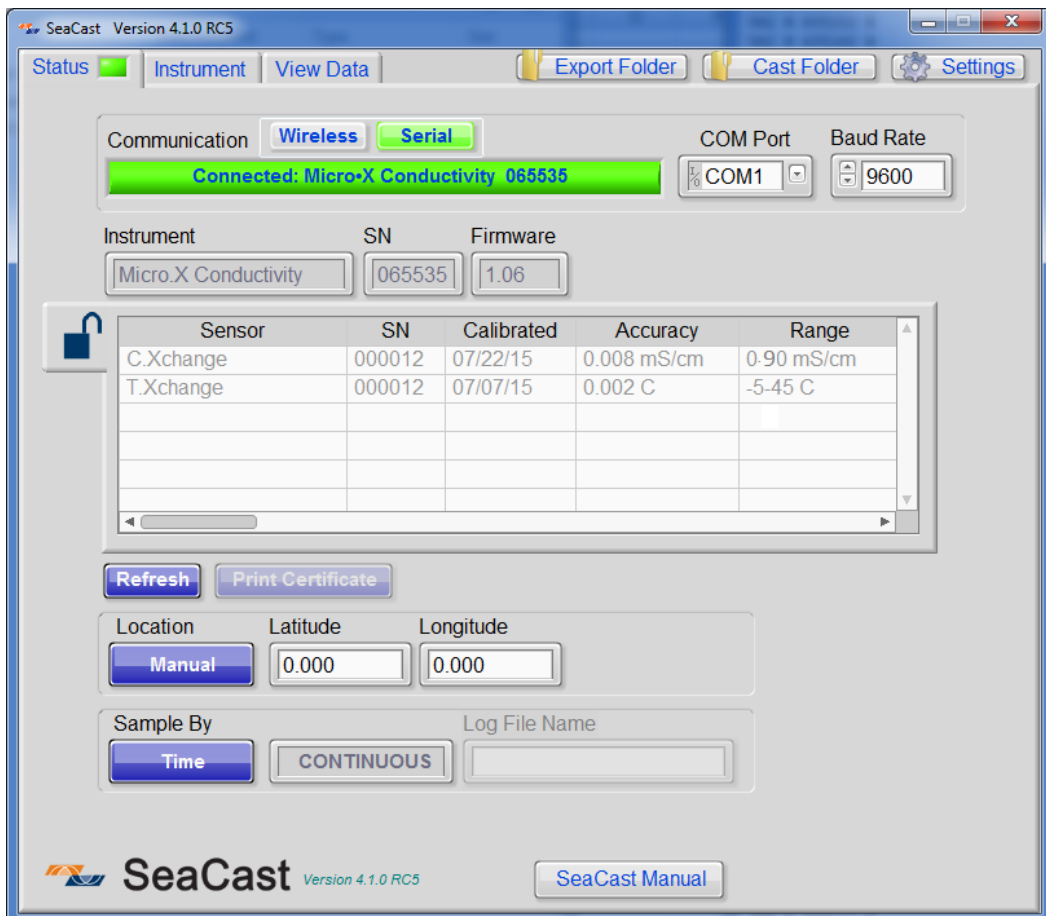 SeaCast Version 4.1.0 RC5
Status Instrument View Data Export Folder Cast Folder Settings
Communication Wireless Serial COM Port Baud Rate
Connected: Micro•X Conductivity 065535 COM1 9600
Instrument SN Firmware
Micro.X Conductivity 065535 1.06
Sensor SN Calibrated Accuracy Range
C.Xchange 000012 07/22/15 0.008 mS/cm 0-90 mS/cm
T.Xchange 000012 07/07/15 0.002 C -5-45 C
Refresh Print Certificate
Location Latitude Longitude
Manual 0.000 0.000
Sample By Log File Name
Time CONTINUOUS
SeaCast Version 4.1.0 RC5 SeaCast Manual